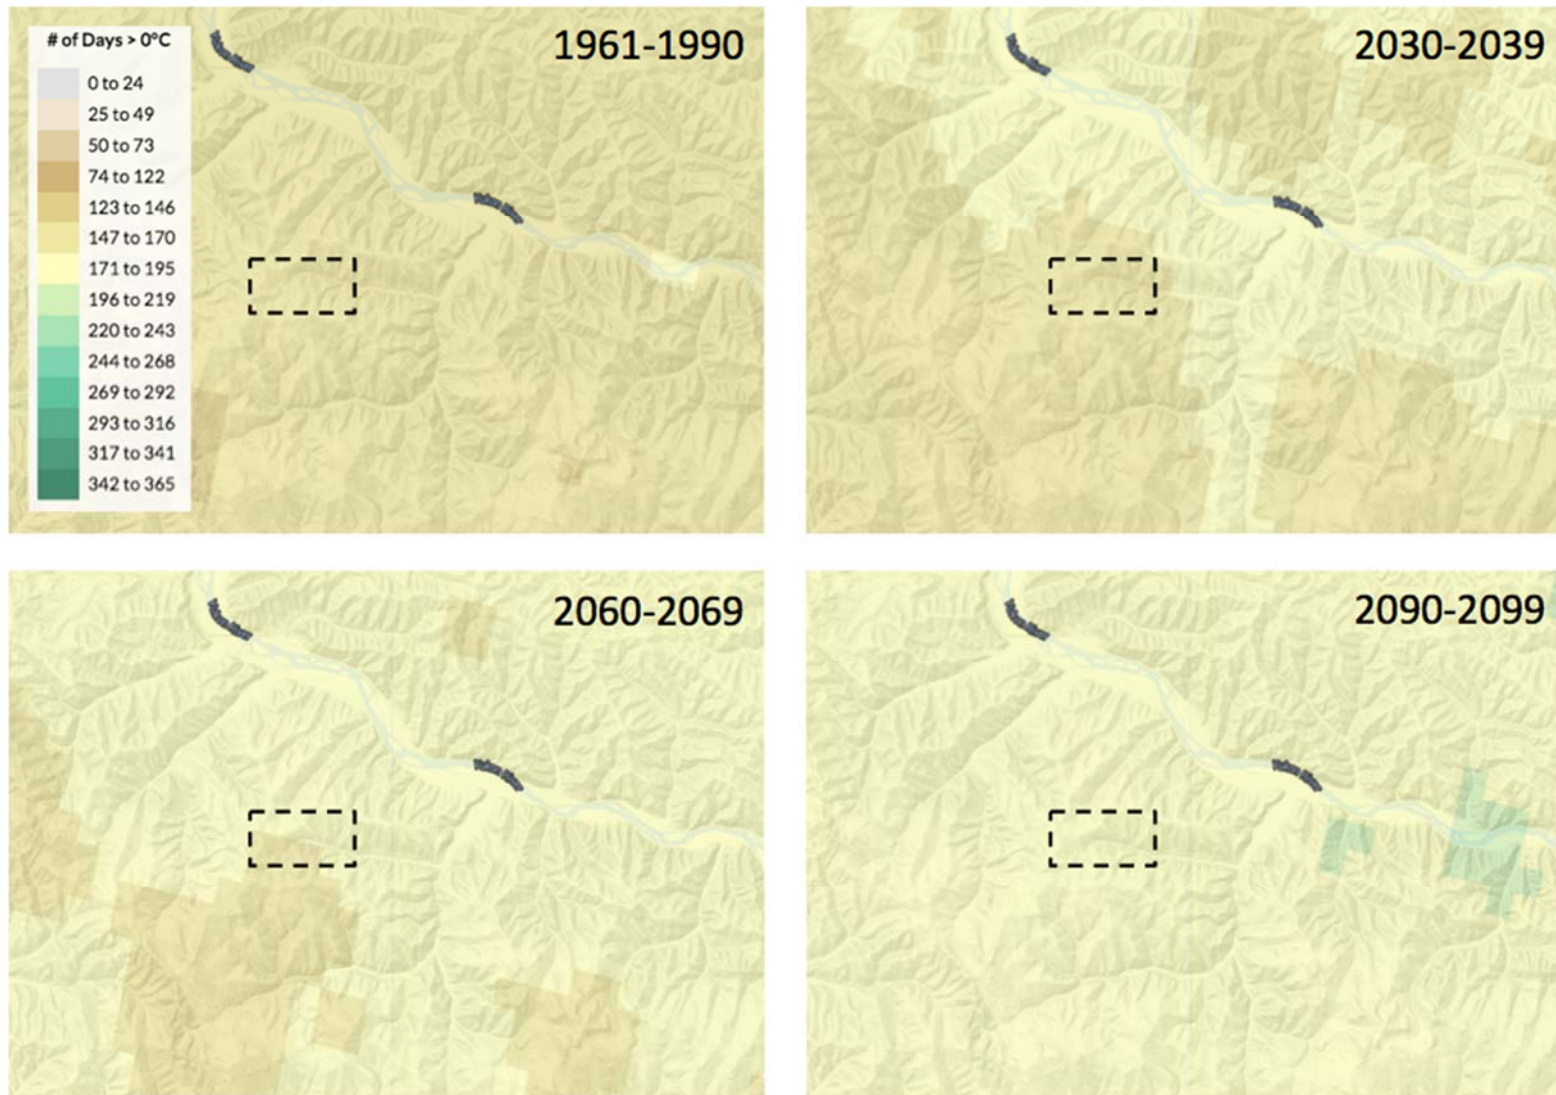 # of Days > 0°C
0 to 24
25 to 49
50 to 73
74 to 122
123 to 146
147 to 170
171 to 195
196 to 219
220 to 243
244 to 268
269 to 292
293 to 316
317 to 341
342 to 365
1961-1990
2030-2039
2060-2069
2090-2099